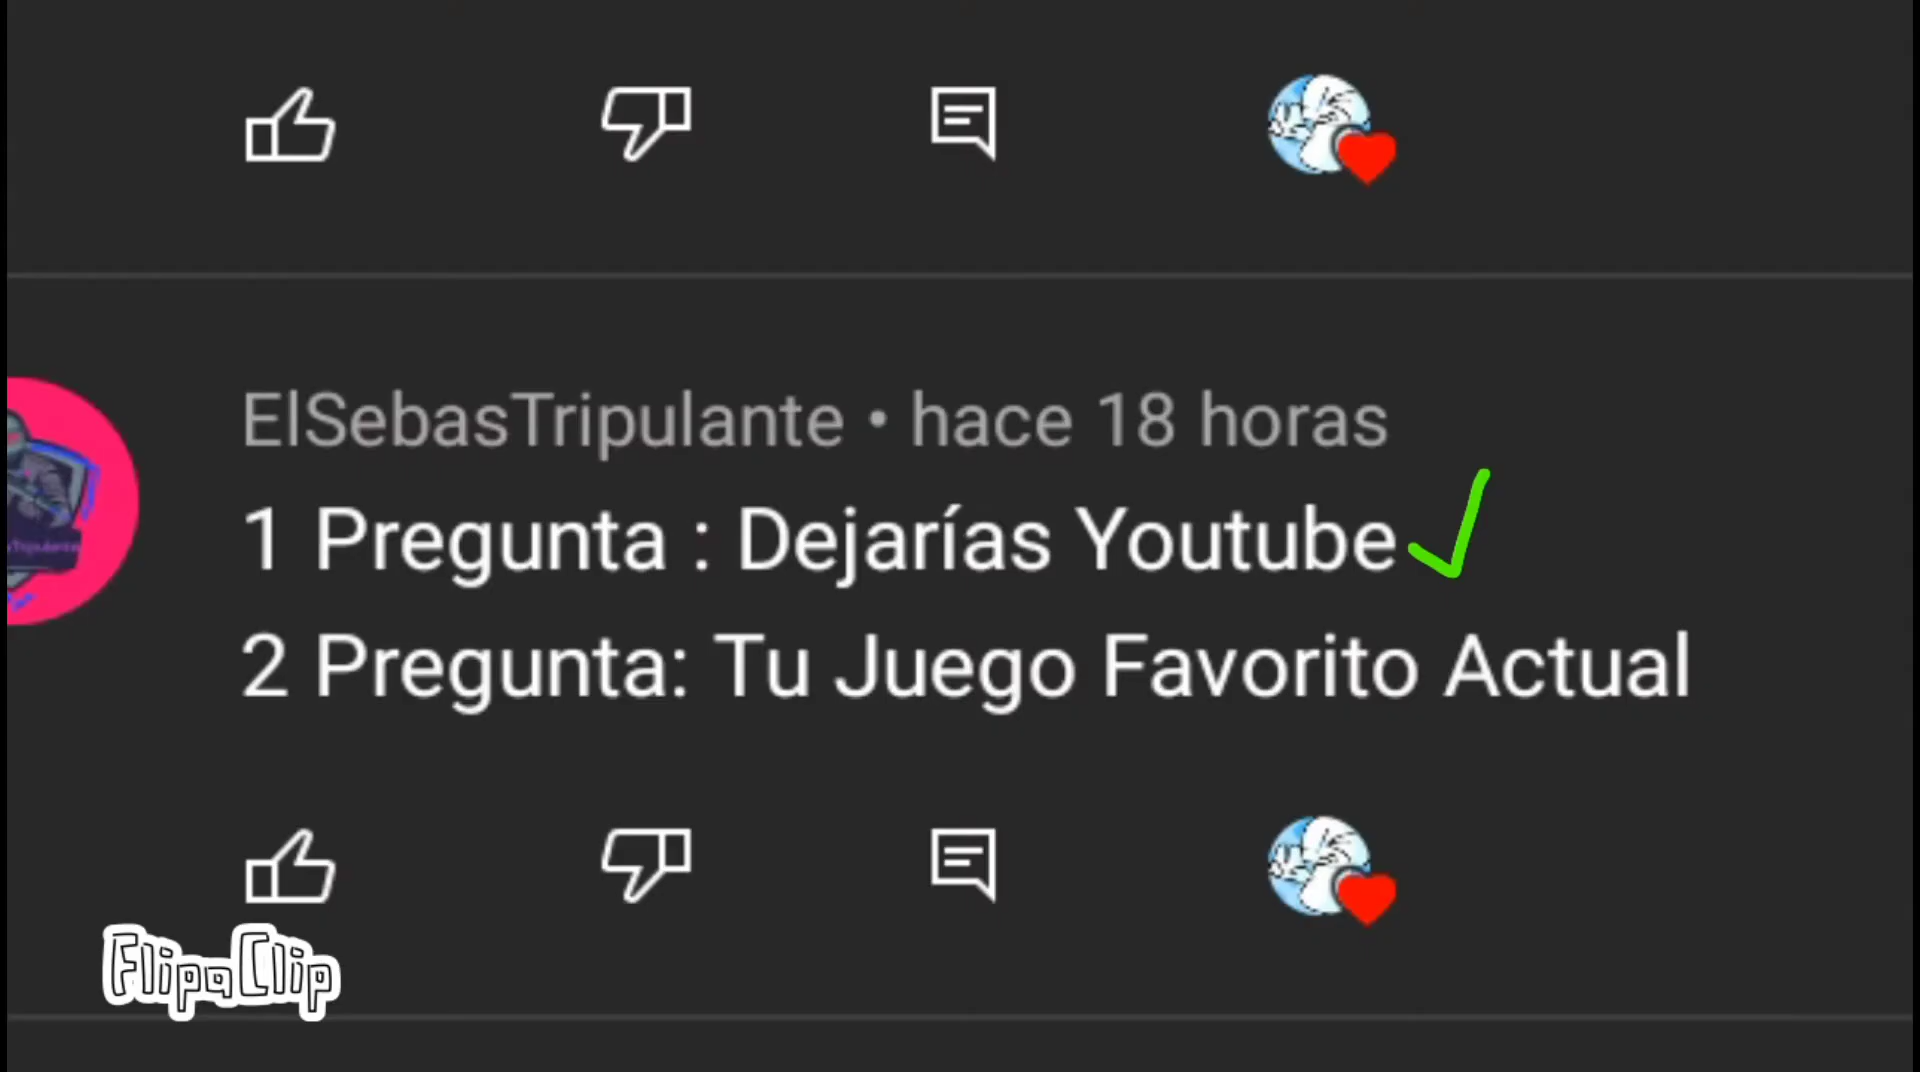 ElSebasTripulante • hace 18 horas
1 Pregunta : Dejarías Youtube
2 Pregunta: Tu Juego Favorito Actual
FlipaClip